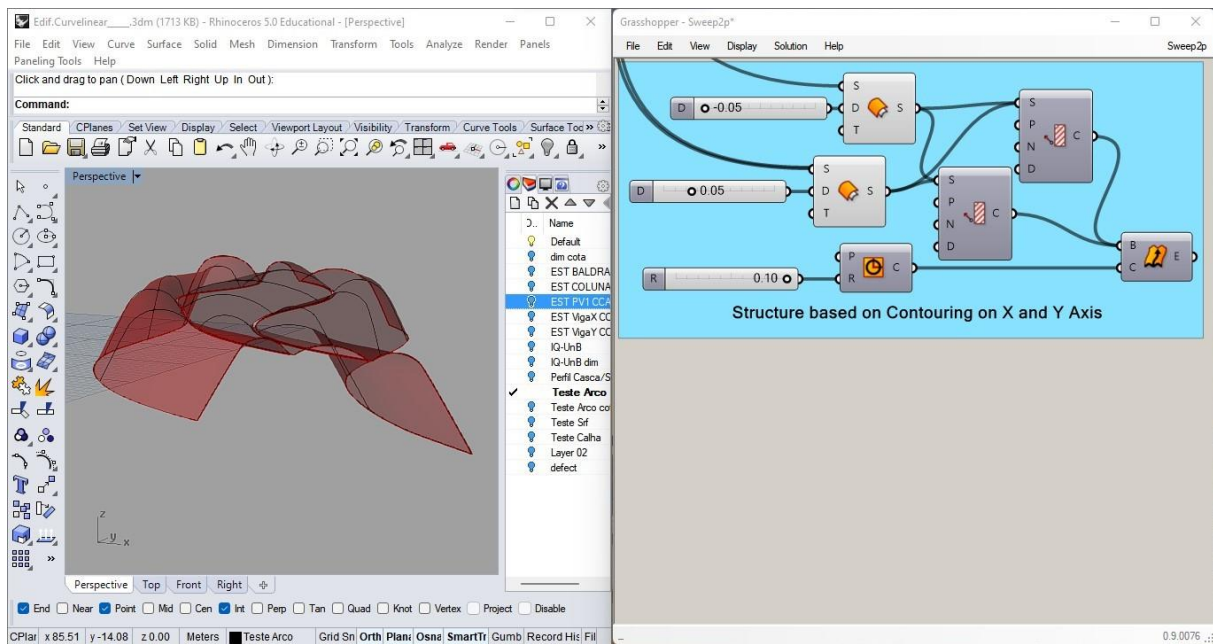 Edif.Curvelinear____.3dm (1713 KB) - Rhinoceros 5.0 Educational - [Perspective]
File Edit View Curve Surface Solid Mesh Dimension Transform Tools Analyze Render Panels
Paneling Tools Help
Click and drag to pan ( Down Left Right Up In Out ):
Command:
Standard CPlanes Set View Display Select Viewport Layout Visibility Transform Curve Tools Surface Too »
»
Perspective
Name
Default
dim cota
EST BALDRA
EST COLUNA
EST PV1 CCA
EST VigaX CC
EST VigaY CC
IQ-UnB
IQ-UnB dim
Perfil Casca/S
Teste Arco
Teste Arco co
Teste Srf
Teste Calha
Layer 02
defect
z
y
x
»
Perspective Top Front Right
End Near Point Mid Cen Int Perp Tan Quad Knot Vertex Project Disable
CPlar x 85.51 y -14.08 z 0.00 Meters Teste Arco Grid Sn Orth Plana Osna SmartTr Gumb Record His Fil
Grasshopper - Sweep2p*
File Edit View Display Solution Help Sweep2p
D -0.05
S
D S
T
D 0.05
S
D S
T
S
P
N C
D
S
P
N C
D
R 0.10
P
R C
B
C E
Structure based on Contouring on X and Y Axis
0.9.0076